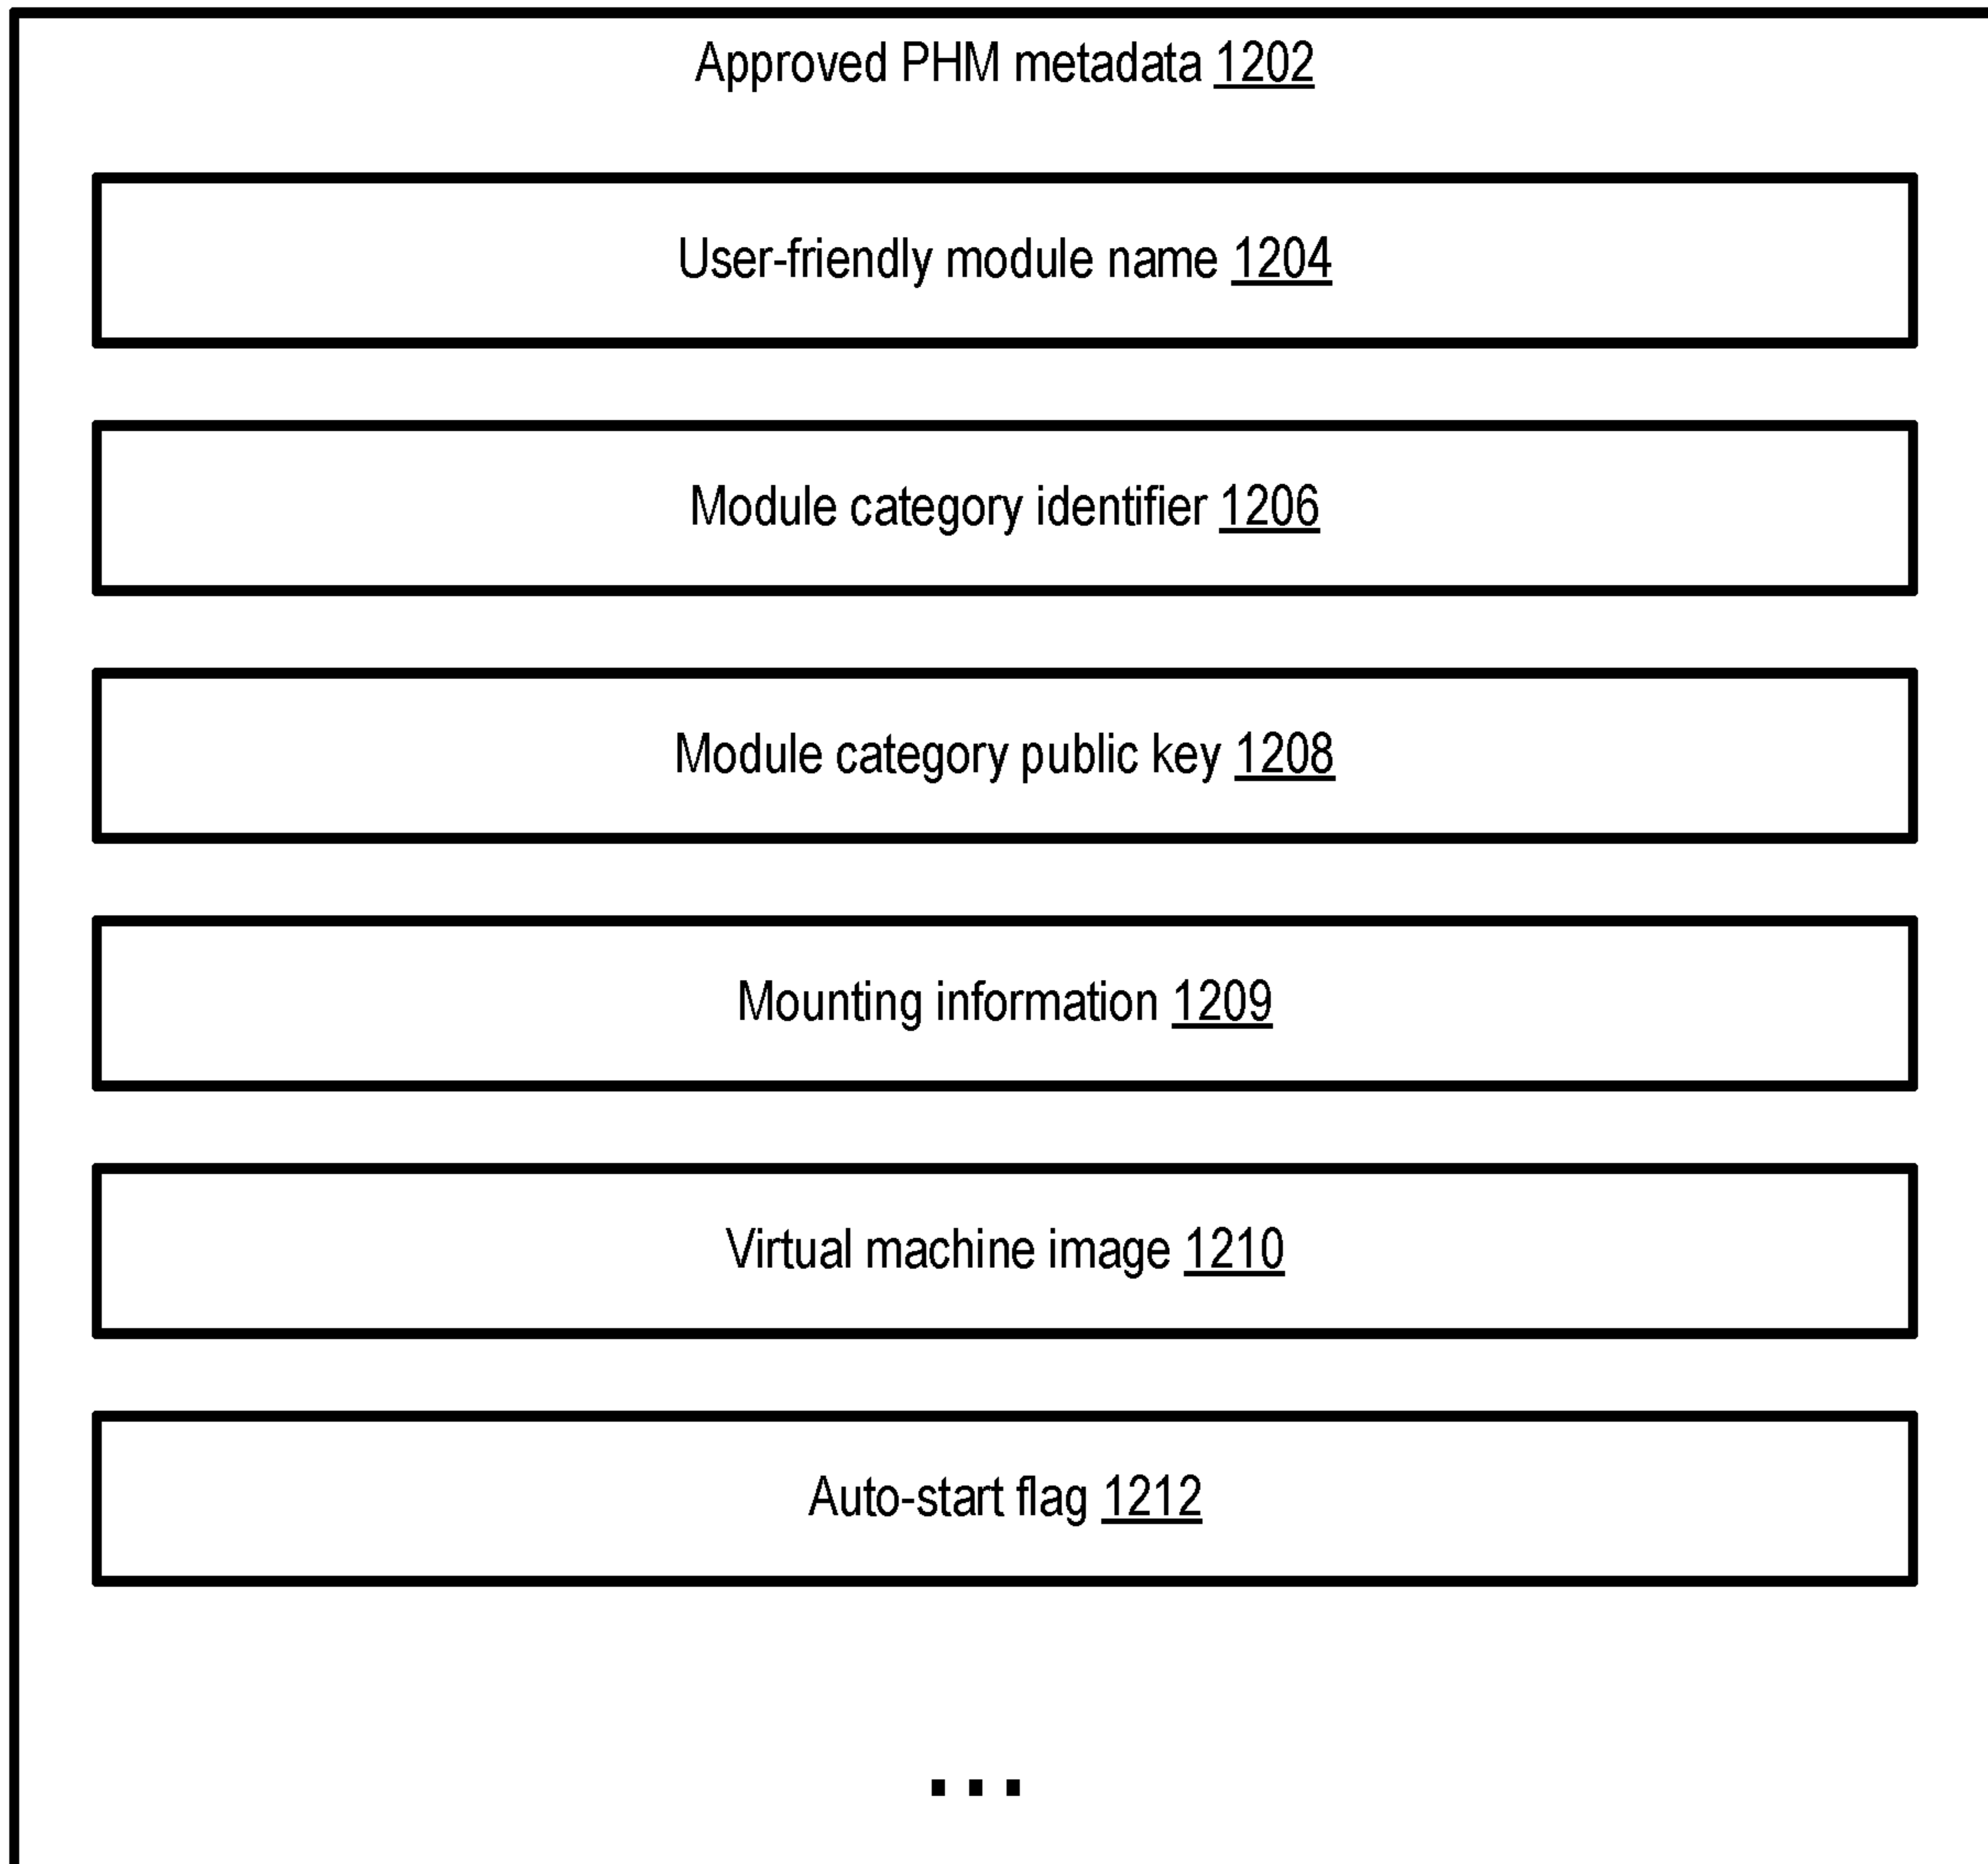 Approved PHM metadata 1202
User-friendly module name 1204
Module category identifier 1206
Module category public key 1208
Mounting information 1209
Virtual machine image 1210
Auto-start flag 1212
...